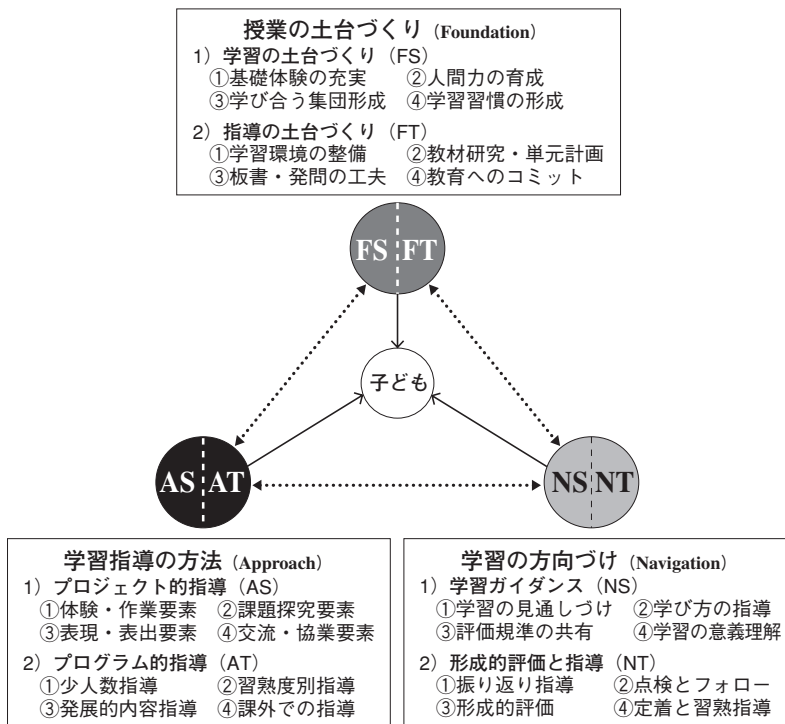 授業の土台づくり（Foundation）
1）学習の土台づくり（FS）
①基礎体験の充実　②人間力の育成
③学び合う集団形成　④学習習慣の形成
2）指導の土台づくり（FT）
①学習環境の整備　②教材研究・単元計画
③板書・発問の工夫　④教育へのコミット
FS FT
子ども
AS AT
NS NT
学習指導の方法（Approach）
1）プロジェクト的指導（AS）
①体験・作業要素　②課題探究要素
③表現・表出要素　④交流・協業要素
2）プログラム的指導（AT）
①少人数指導　②習熟度別指導
③発展的内容指導　④課外での指導
学習の方向づけ（Navigation）
1）学習ガイダンス（NS）
①学習の見通しづけ　②学び方の指導
③評価規準の共有　④学習の意義理解
2）形成的評価と指導（NT）
①振り返り指導　②点検とフォロー
③形成的評価　④定着と習熟指導